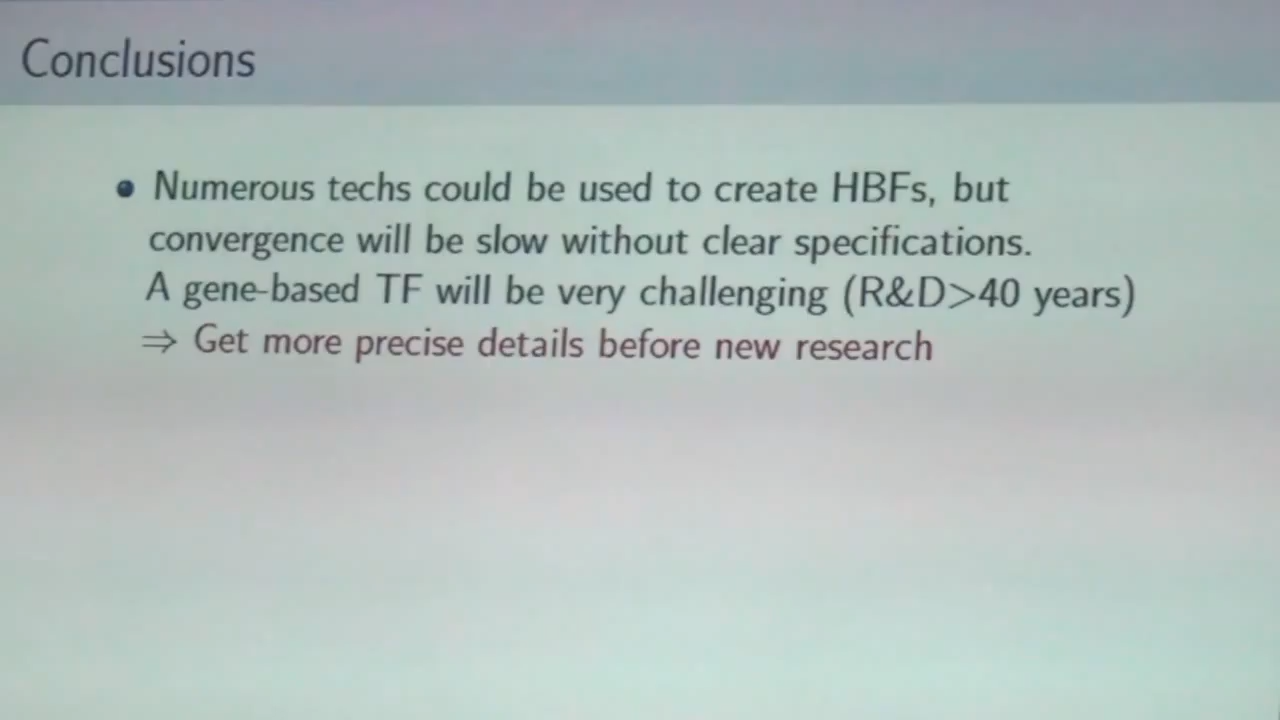 Conclusions
• Numerous techs could be used to create HBFs, but
convergence will be slow without clear specifications.
A gene-based TF will be very challenging (R&D>40 years)
⇒ Get more precise details before new research